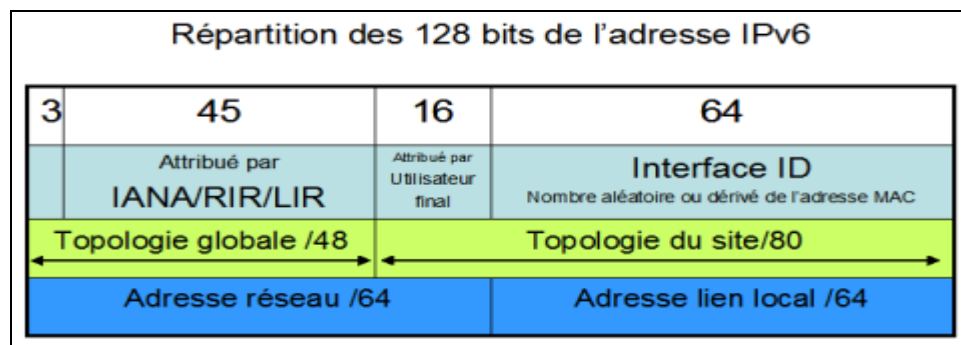 Répartition des 128 bits de l'adresse IPv6
3 45 16 64
Attribué par
IANA/RIR/LIR
Attribué par
Utilisateur
final
Interface ID
Nombre aléatoire ou dérivé de l'adresse MAC
Topologie globale /48 Topologie du site/80
Adresse réseau /64 Adresse lien local /64